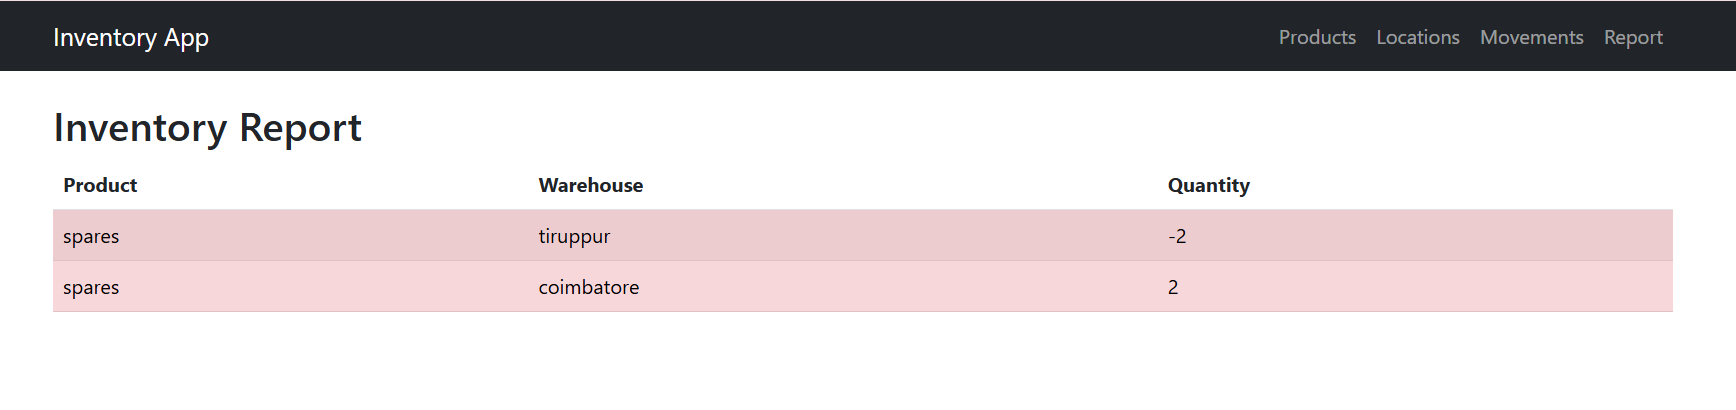 Inventory App Products Locations Movements Report
Inventory Report
Product Warehouse Quantity
spares tiruppur -2
spares coimbatore 2